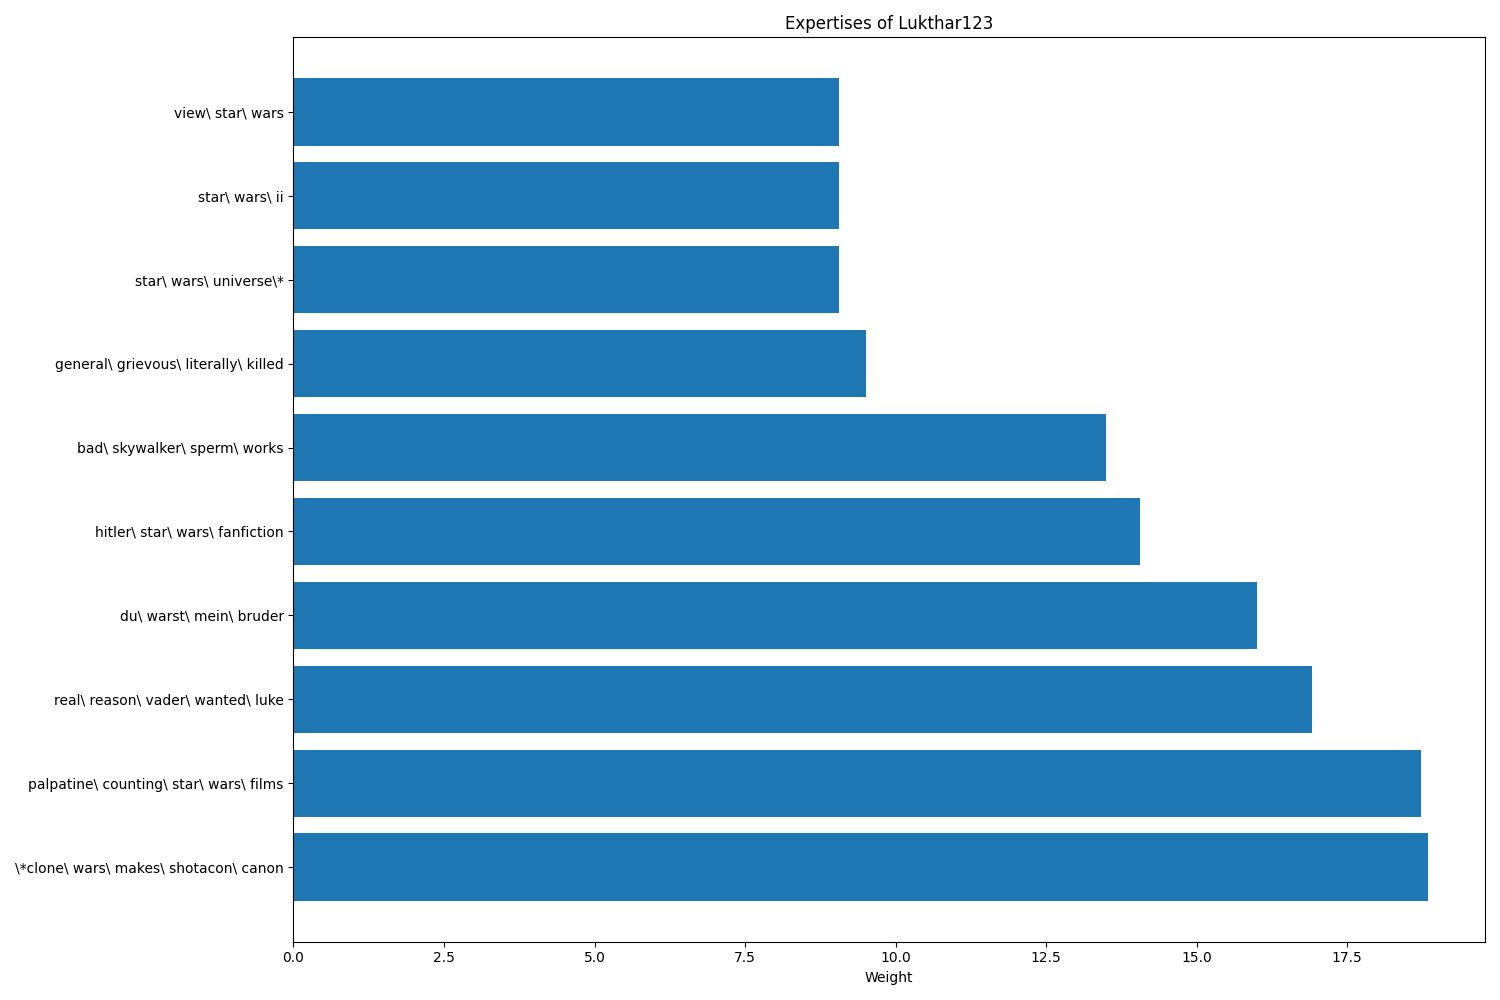 Expertises of Lukthar123
view\ star\ wars
star\ wars\ ii
star\ wars\ universe\*
general\ grievous\ literally\ killed
bad\ skywalker\ sperm\ works
hitler\ star\ wars\ fanfiction
du\ warst\ mein\ bruder
real\ reason\ vader\ wanted\ luke
palpatine\ counting\ star\ wars\ films
\*clone\ wars\ makes\ shotacon\ canon
0.0 2.5 5.0 7.5 10.0 12.5 15.0 17.5
Weight